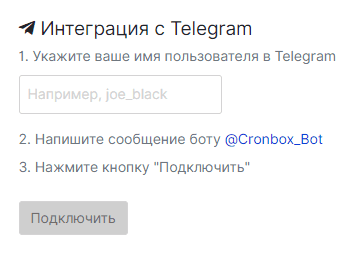 Интеграция с Telegram
1. Укажите ваше имя пользователя в Telegram
Например, joe_black
2. Напишите сообщение боту @Cronbox_Bot
3. Нажмите кнопку "Подключить"
Подключить